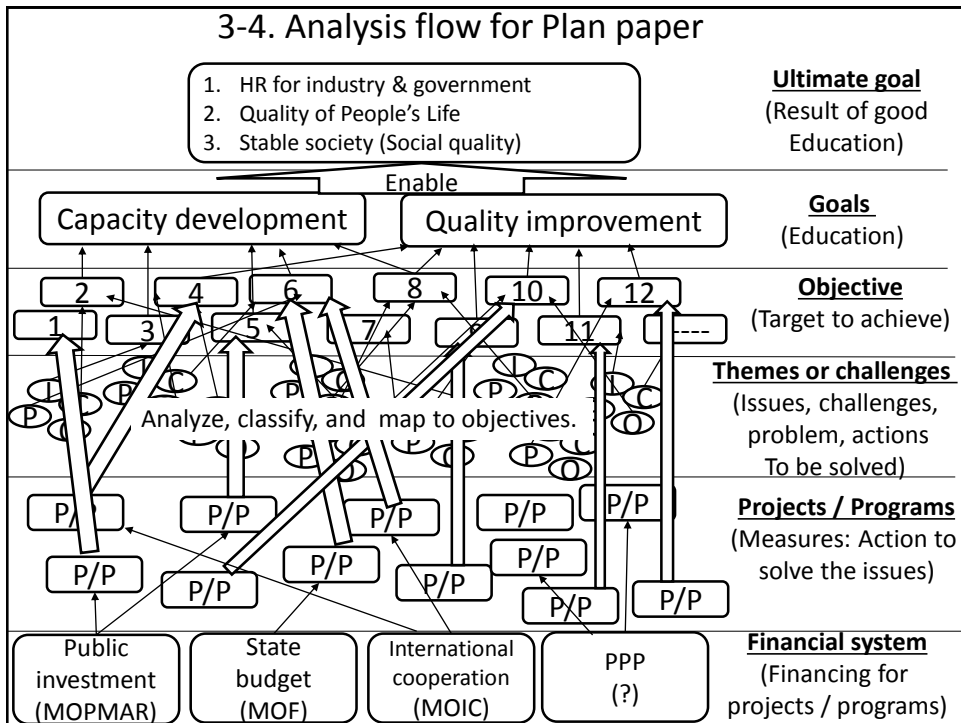 3-4. Analysis flow for Plan paper
1. HR for industry & government
2. Quality of People's Life
3. Stable society (Social quality)
Ultimate goal
(Result of good
Education)
Enable
Capacity development
Quality improvement
Goals
(Education)
2
4
6
8
10
12
Objective
(Target to achieve)
1
3
5
7
11
----
I
C
P
Themes or challenges
(Issues, challenges,
problem, actions
To be solved)
Analyze, classify, and map to objectives.
P/P
P/P
P/P
P/P
P/P
Projects / Programs
(Measures: Action to
solve the issues)
P/P
P/P
P/P
P/P
P/P
P/P
P/P
Public
investment
(MOPMAR)
State
budget
(MOF)
International
cooperation
(MOIC)
PPP
(?)
Financial system
(Financing for
projects / programs)